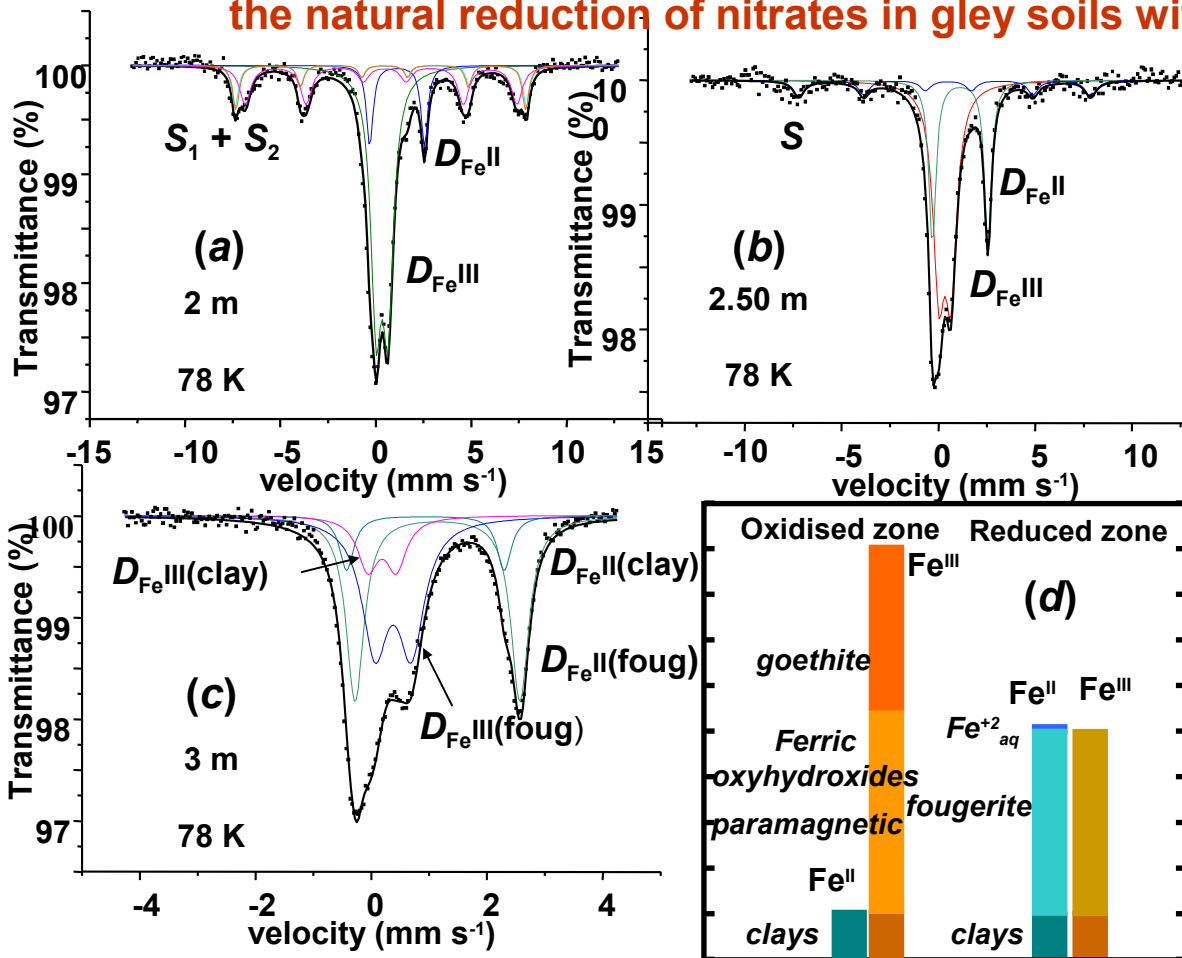 the natural reduction of nitrates in gley soils wit
Transmittance (%)
100
99
98
97
S1 + S2
DFeII
(a)
DFeIII
2 m
78 K
-15 -10 -5 0 5 10 15
velocity (mm s-1)
Transmittance (%)
10
0
99
98
S
DFeII
(b)
DFeIII
2.50 m
78 K
-10 -5 0 5 10
velocity (mm s-1)
Transmittance (%)
100
99
98
97
DFeIII(clay)
DFeII(clay)
DFeII(foug)
(c)
DFeIII(foug)
3 m
78 K
-4 -2 0 2 4
velocity (mm s-1)
Oxidised zone Reduced zone
FeIII
(d)
goethite
FeII FeIII
Fe+2aq
Ferric
oxyhydroxides
fougerite
paramagnetic
FeII
clays clays